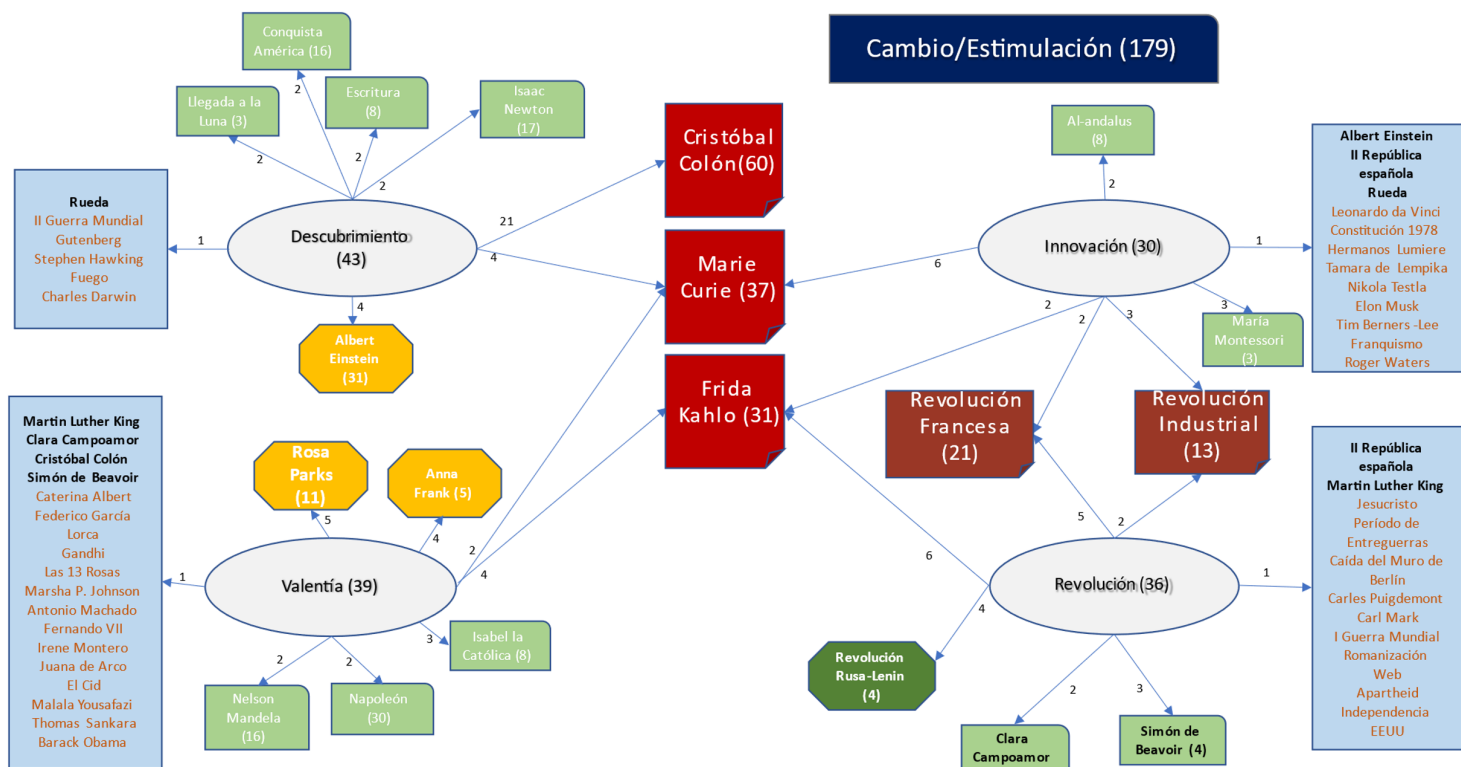 Cambio/Estimulación (179)
Conquista
América (16)
Llegada a la
Luna (3)
Escritura
(8)
Isaac
Newton
(17)
2
2
2
2
Rueda
II Guerra Mundial
Gutenberg
Stephen Hawking
Fuego
Charles Darwin
1
Descubrimiento
(43)
21
4
4
Albert
Einstein
(31)
Cristóbal
Colón(60)
Marie
Curie (37)
Frida
Kahlo (31)
Al-andalus
(8)
2
Innovación (30)
6
2
2
3
3
1
María
Montessori
(3)
Albert Einstein
II República
española
Rueda
Leonardo da Vinci
Constitución 1978
Hermanos Lumiere
Tamara de Lempika
Nikola Testla
Elon Musk
Tim Berners -Lee
Franquismo
Roger Waters
Revolución
Francesa
(21)
Revolución
Industrial
(13)
Martin Luther King
Clara Campoamor
Cristóbal Colón
Simón de Beavoir
Caterina Albert
Federico García
Lorca
Gandhi
Las 13 Rosas
Marsha P. Johnson
Antonio Machado
Fernando VII
Irene Montero
Juana de Arco
El Cid
Malala Yousafazi
Thomas Sankara
Barack Obama
Rosa
Parks
(11)
Anna
Frank (5)
5
4
1
Valentía (39)
2
4
3
2
2
Isabel la
Católica (8)
Nelson
Mandela
(16)
Napoleón
(30)
5
2
6
4
Revolución (36)
1
2
3
Revolución
Rusa-Lenin
(4)
Clara
Campoamor
Simón de
Beavoir (4)
II República
española
Martin Luther King
Jesucristo
Período de
Entreguerras
Caída del Muro de
Berlín
Carles Puigdemont
Carl Mark
I Guerra Mundial
Romanización
Web
Apartheid
Independencia
EEUU